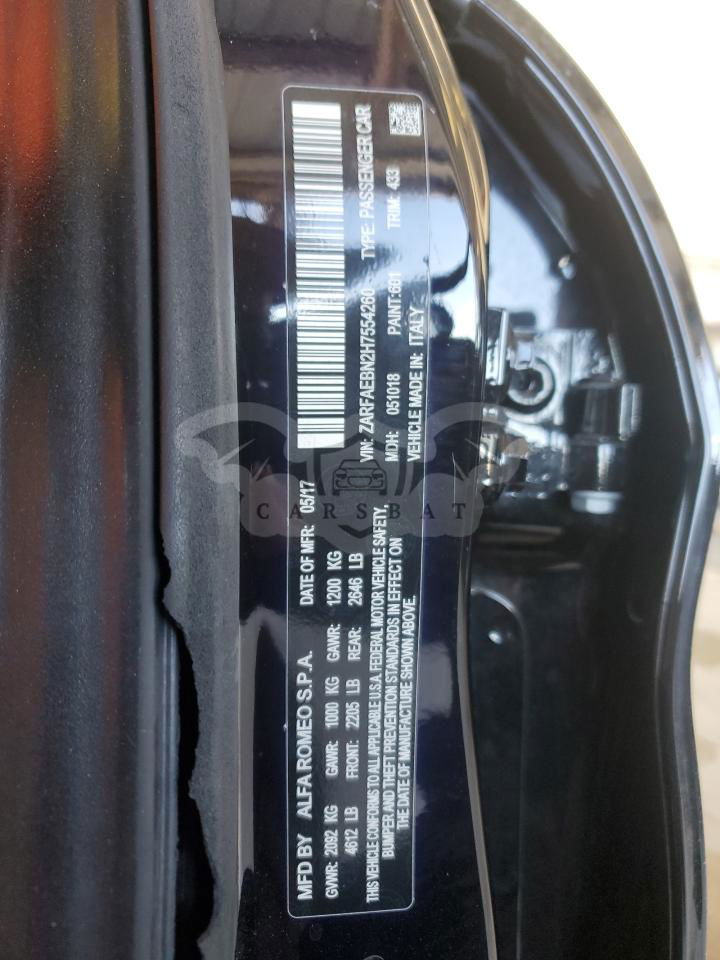 MFD BY ALFA ROMEO S.P.A. DATE OF MFR: 05/17
GVWR: 2092 KG GAWR: 1000 KG GAWR: 1200 KG
4612 LB FRONT: 2205 LB REAR: 2646 LB
THIS VEHICLE CONFORMS TO ALL APPLICABLE U.S.A. FEDERAL MOTOR VEHICLE SAFETY,
BUMPER AND THEFT PREVENTION STANDARDS IN EFFECT ON
THE DATE OF MANUFACTURE SHOWN ABOVE.
VIN: ZARFAEBN2H7554260 TYPE: PASSENGER CAR
MDH: 051018 PAINT:601 TRIM: 433
VEHICLE MADE IN: ITALY
CARSBAT